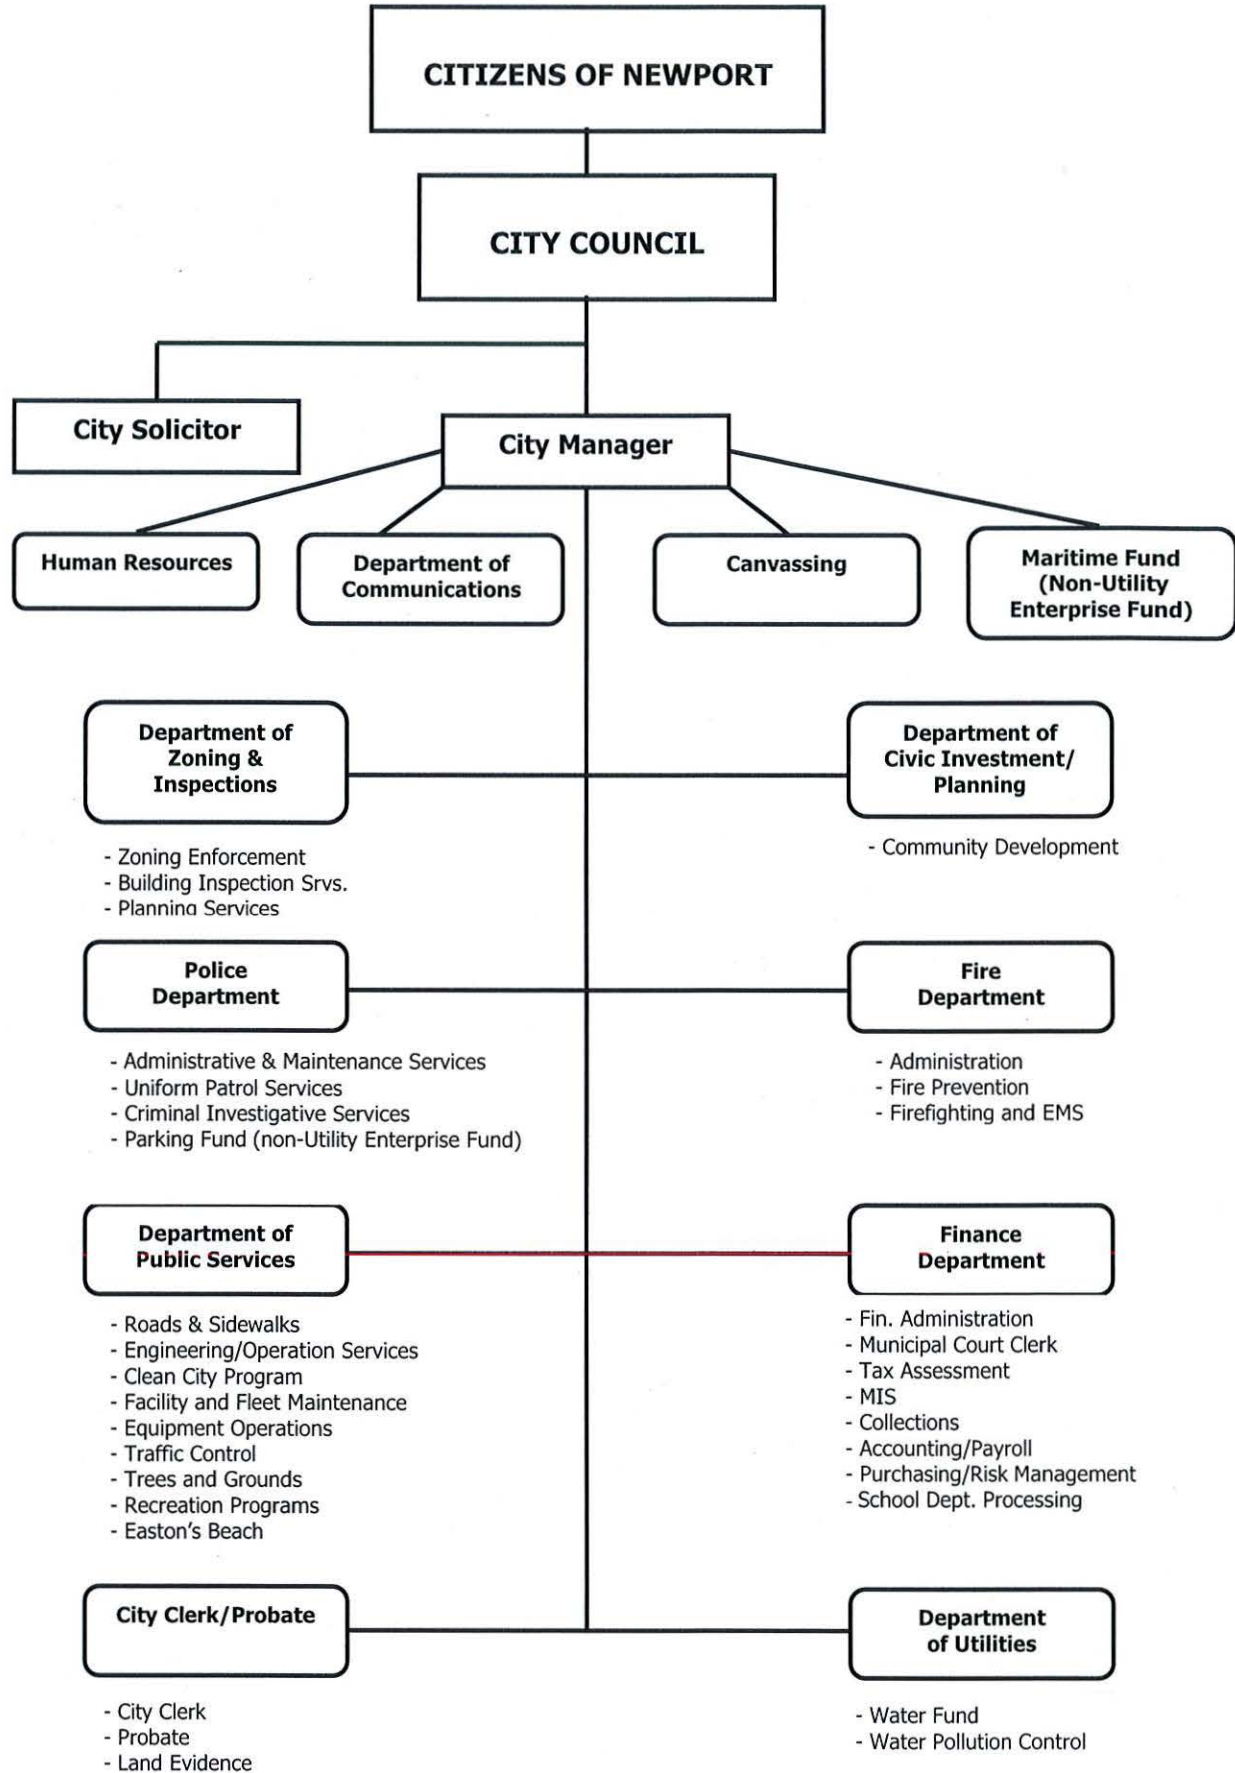 CITIZENS OF NEWPORT
CITY COUNCIL
City Solicitor
City Manager
Human Resources
Department of
Communications
Canvassing
Maritime Fund
(Non-Utility
Enterprise Fund)
Department of
Zoning &
Inspections
- Zoning Enforcement
- Building Inspection Srvs.
- Planning Services
Department of
Civic Investment/
Planning
- Community Development
Police
Department
- Administrative & Maintenance Services
- Uniform Patrol Services
- Criminal Investigative Services
- Parking Fund (non-Utility Enterprise Fund)
Fire
Department
- Administration
- Fire Prevention
- Firefighting and EMS
Department of
Public Services
- Roads & Sidewalks
- Engineering/Operation Services
- Clean City Program
- Facility and Fleet Maintenance
- Equipment Operations
- Traffic Control
- Trees and Grounds
- Recreation Programs
- Easton's Beach
Finance
Department
- Fin. Administration
- Municipal Court Clerk
- Tax Assessment
- MIS
- Collections
- Accounting/Payroll
- Purchasing/Risk Management
- School Dept. Processing
City Clerk/Probate
- City Clerk
- Probate
- Land Evidence
Department
of Utilities
- Water Fund
- Water Pollution Control